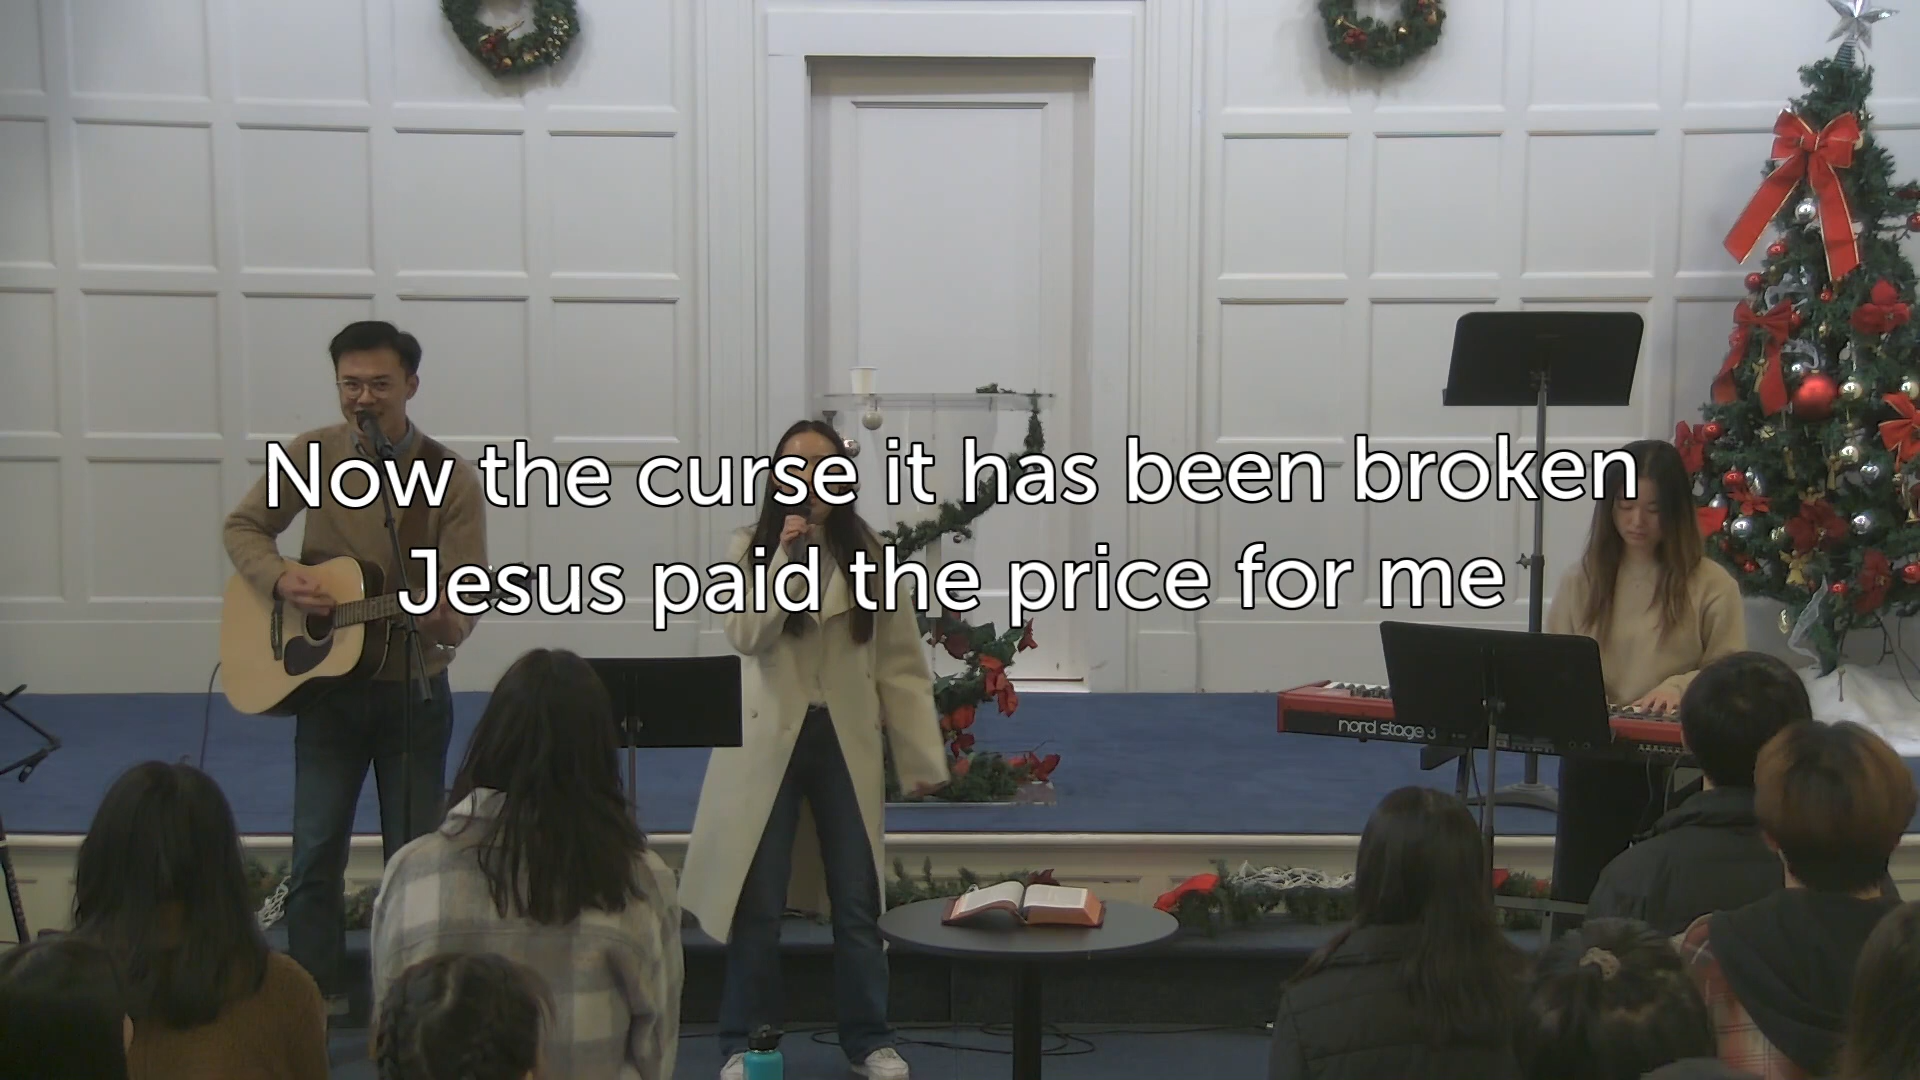 Now the curse it has been broken
Jesus paid the price for me
nord stage 3